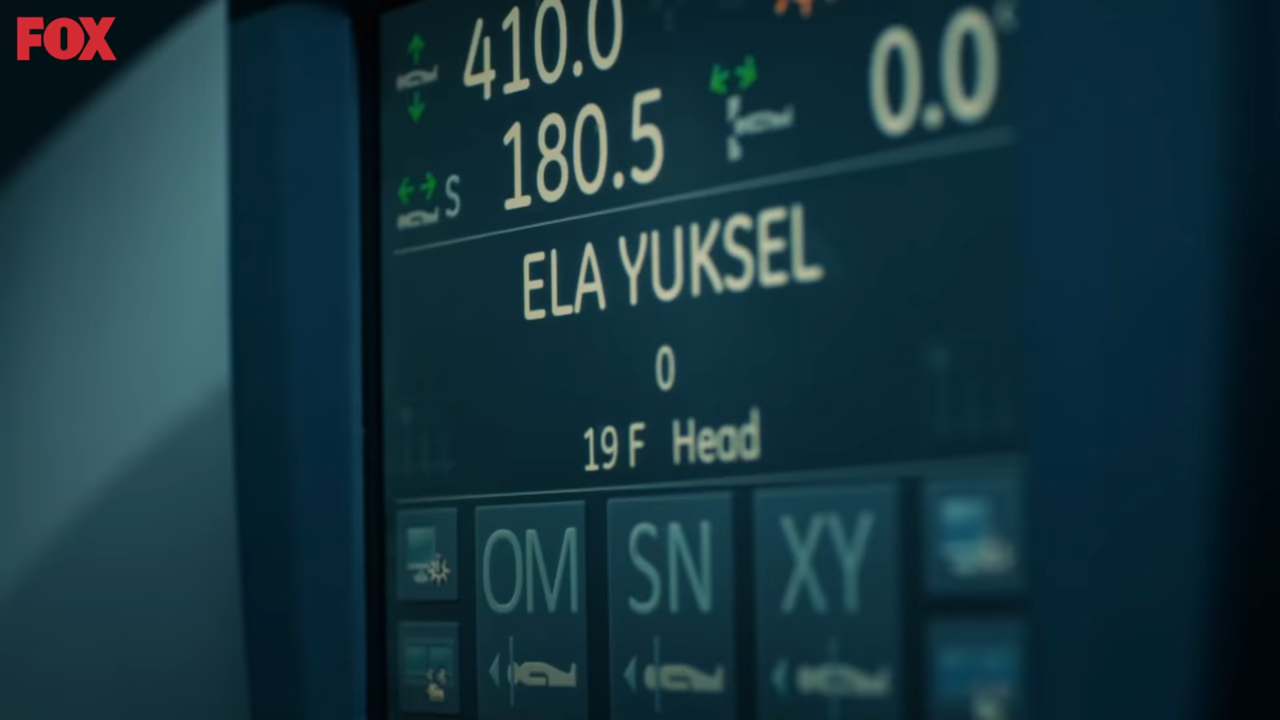 FOX
410.0
180.5
0.0
S
ELA YUKSEL
0
19 F Head
OM SN XY